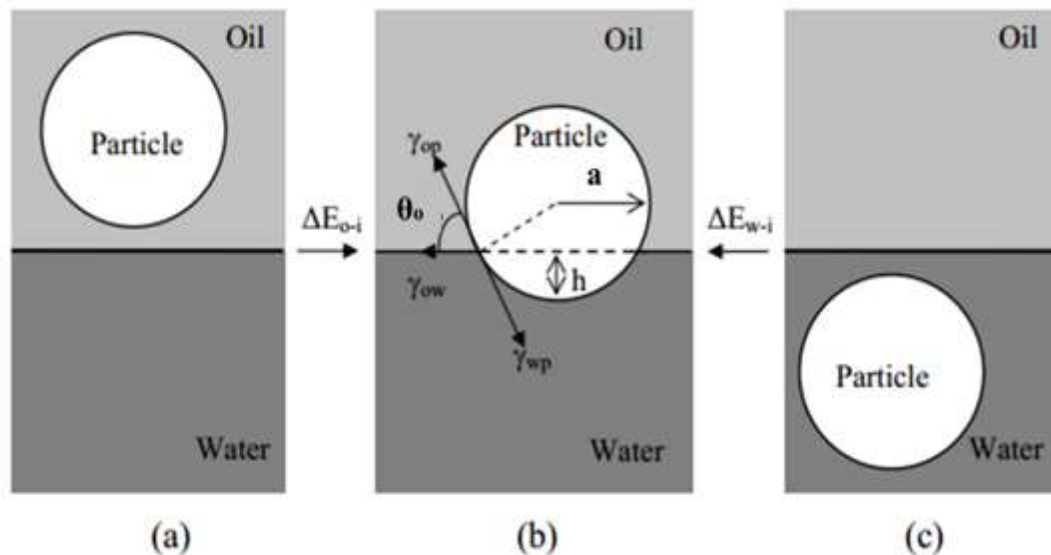 Oil
Particle
Water
(a)
ΔEo-i
Oil
Particle
γop
a
θo
γow
h
γwp
Water
(b)
ΔEw-i
Oil
Particle
Water
(c)